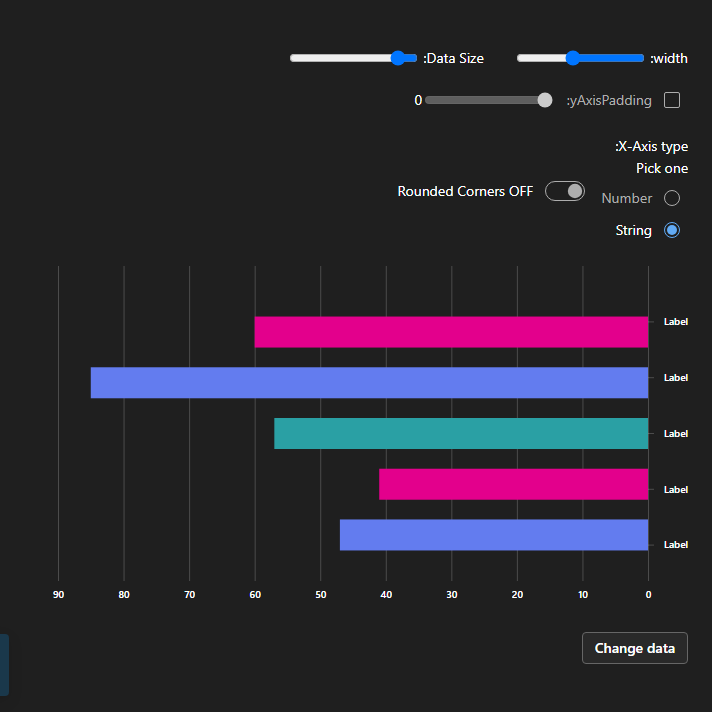 :width
:Data Size
:yAxisPadding
0
:X-Axis type
Pick one
Number
Rounded Corners OFF
String
Label
Label
Label
Label
Label
90 80 70 60 50 40 30 20 10 0
Change data